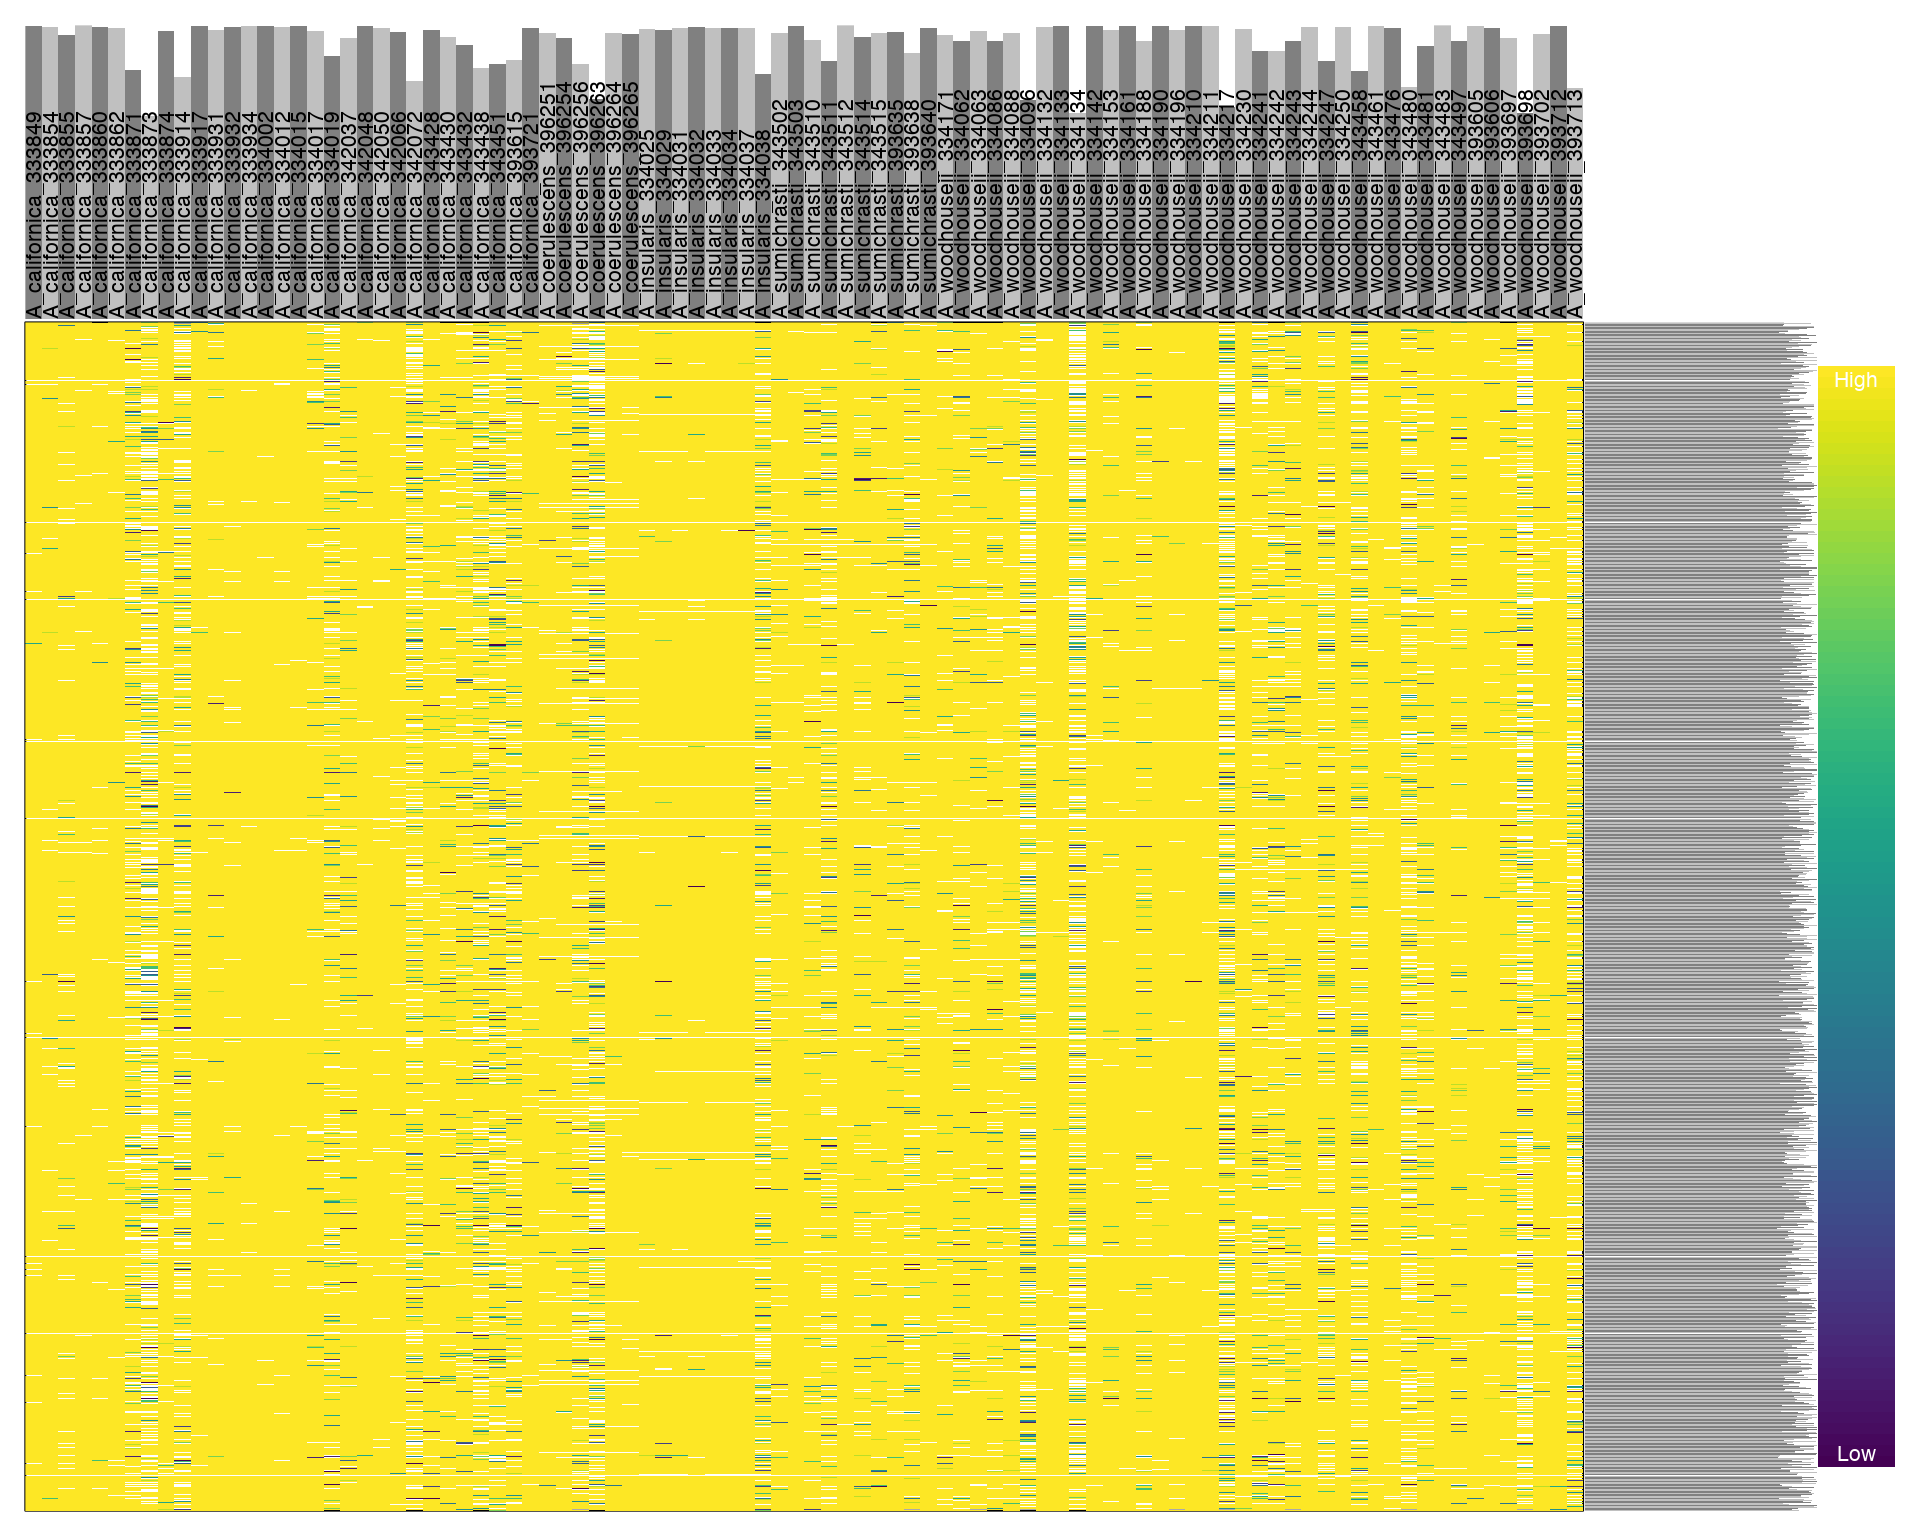 A_californica_333849
A_californica_333854
A_californica_333855
A_californica_333857
A_californica_333860
A_californica_333862
A_californica_333871
A_californica_333873
A_californica_333874
A_californica_333914
A_californica_333917
A_californica_333931
A_californica_333932
A_californica_333934
A_californica_334002
A_californica_334012
A_californica_334015
A_californica_334017
A_californica_334019
A_californica_342037
A_californica_342048
A_californica_342050
A_californica_342066
A_californica_342072
A_californica_343428
A_californica_343430
A_californica_343432
A_californica_343438
A_californica_343451
A_californica_393615
A_californica_393721
A_coerulescens_396251
A_coerulescens_396254
A_coerulescens_396256
A_coerulescens_396263
A_coerulescens_396264
A_coerulescens_396265
A_insularis_334025
A_insularis_334029
A_insularis_334031
A_insularis_334032
A_insularis_334033
A_insularis_334034
A_insularis_334037
A_insularis_334038
A_sumichrasti_343502
A_sumichrasti_343503
A_sumichrasti_343510
A_sumichrasti_343511
A_sumichrasti_343512
A_sumichrasti_343514
A_sumichrasti_343515
A_sumichrasti_393635
A_sumichrasti_393638
A_sumichrasti_393640
A_woodhouseii_334171
A_woodhouseii_334062
A_woodhouseii_334063
A_woodhouseii_334086
A_woodhouseii_334088
A_woodhouseii_334096
A_woodhouseii_334132
A_woodhouseii_334133
A_woodhouseii_334134
A_woodhouseii_334142
A_woodhouseii_334153
A_woodhouseii_334161
A_woodhouseii_334188
A_woodhouseii_334190
A_woodhouseii_334196
A_woodhouseii_334210
A_woodhouseii_334211
A_woodhouseii_334217
A_woodhouseii_334230
A_woodhouseii_334241
A_woodhouseii_334242
A_woodhouseii_334243
A_woodhouseii_334244
A_woodhouseii_334247
A_woodhouseii_334250
A_woodhouseii_343458
A_woodhouseii_343461
A_woodhouseii_343476
A_woodhouseii_343480
A_woodhouseii_343481
A_woodhouseii_343483
A_woodhouseii_343497
A_woodhouseii_393605
A_woodhouseii_393606
A_woodhouseii_393697
A_woodhouseii_393698
A_woodhouseii_393702
A_woodhouseii_393712
A_woodhouseii_393713
High
Low